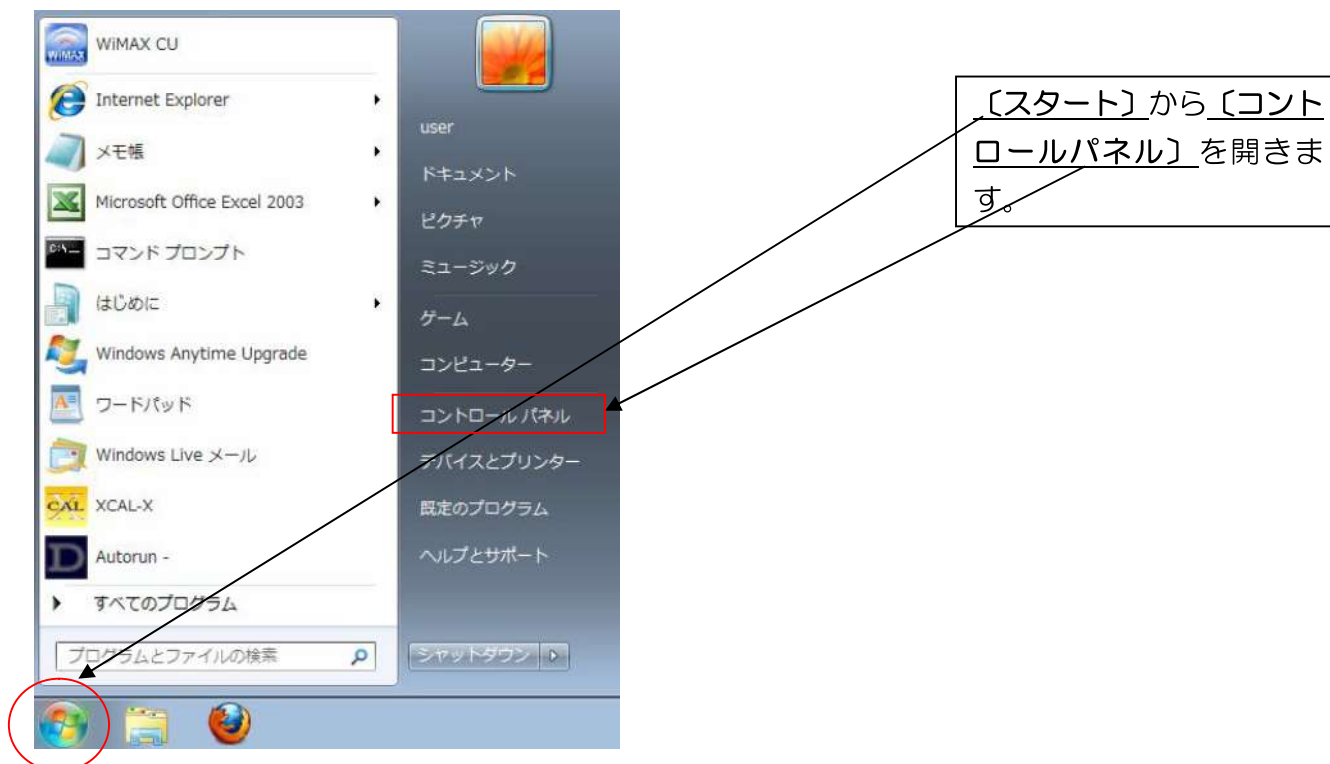 WiMAX
WiMAX CU
Internet Explorer
メモ帳
Microsoft Office Excel 2003
C:\_
コマンド プロンプト
はじめに
Windows Anytime Upgrade
ワードパッド
Windows Live メール
CAL
XCAL-X
D
Autorun -
すべてのプログラム
プログラムとファイルの検索
user
ドキュメント
ピクチャ
ミュージック
ゲーム
コンピューター
コントロール パネル
デバイスとプリンター
既定のプログラム
ヘルプとサポート
シャットダウン
〔スタート〕から〔コント
ロールパネル〕を開きま
す。